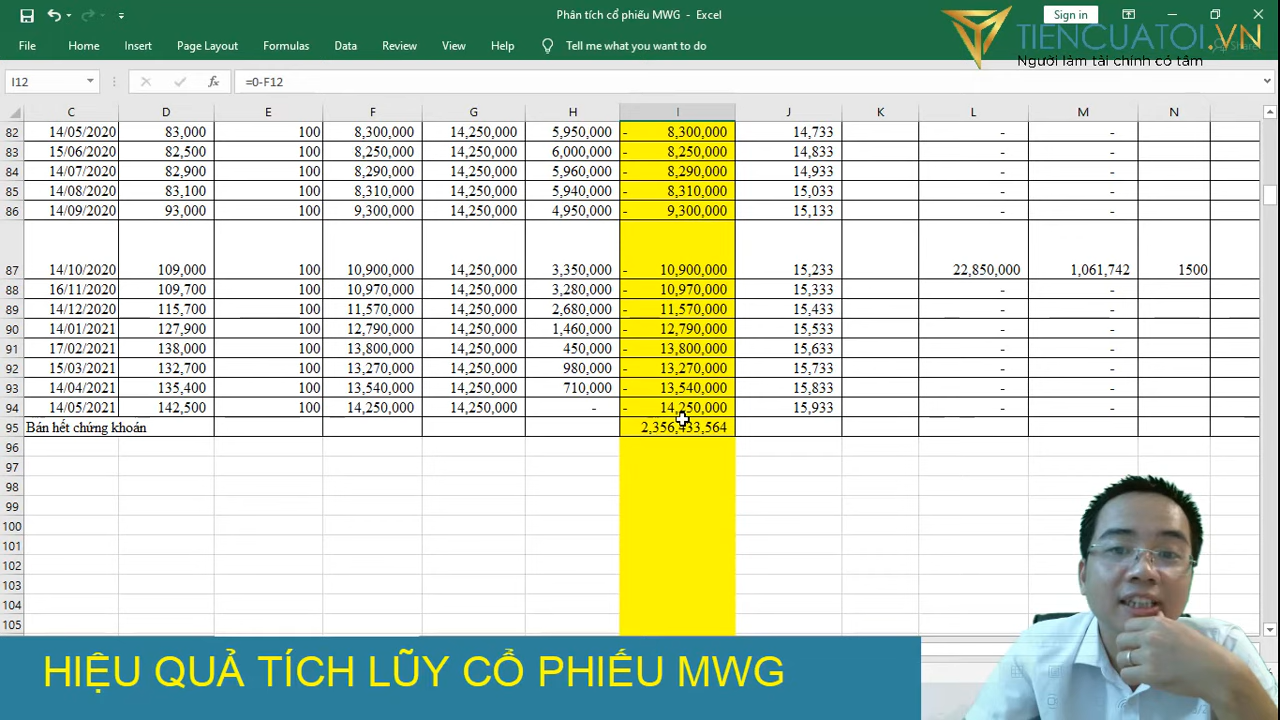 Phân tích cổ phiếu MWG - Excel
Sign in
TIENCUATOI.VN
Người làm tài chính có tâm
File Home Insert Page Layout Formulas Data Review View Help Tell me what you want to do Share
I12 fx =0-F12
C D E F G H I J K L M N
82 14/05/2020 83,000 100 8,300,000 14,250,000 5,950,000 - 8,300,000 14,733 - -
83 15/06/2020 82,500 100 8,250,000 14,250,000 6,000,000 - 8,250,000 14,833 - -
84 14/07/2020 82,900 100 8,290,000 14,250,000 5,960,000 - 8,290,000 14,933 - -
85 14/08/2020 83,100 100 8,310,000 14,250,000 5,940,000 - 8,310,000 15,033 - -
86 14/09/2020 93,000 100 9,300,000 14,250,000 4,950,000 - 9,300,000 15,133 - -
87 14/10/2020 109,000 100 10,900,000 14,250,000 3,350,000 - 10,900,000 15,233 22,850,000 1,061,742 1500
88 16/11/2020 109,700 100 10,970,000 14,250,000 3,280,000 - 10,970,000 15,333 - -
89 14/12/2020 115,700 100 11,570,000 14,250,000 2,680,000 - 11,570,000 15,433 - -
90 14/01/2021 127,900 100 12,790,000 14,250,000 1,460,000 - 12,790,000 15,533 - -
91 17/02/2021 138,000 100 13,800,000 14,250,000 450,000 - 13,800,000 15,633 - -
92 15/03/2021 132,700 100 13,270,000 14,250,000 980,000 - 13,270,000 15,733 - -
93 14/04/2021 135,400 100 13,540,000 14,250,000 710,000 - 13,540,000 15,833 - -
94 14/05/2021 142,500 100 14,250,000 14,250,000 - - 14,250,000 15,933 - -
95 Bán hết chứng khoán 2,356,433,564
96
97
98
99
100
101
102
103
104
105
HIỆU QUẢ TÍCH LŨY CỔ PHIẾU MWG